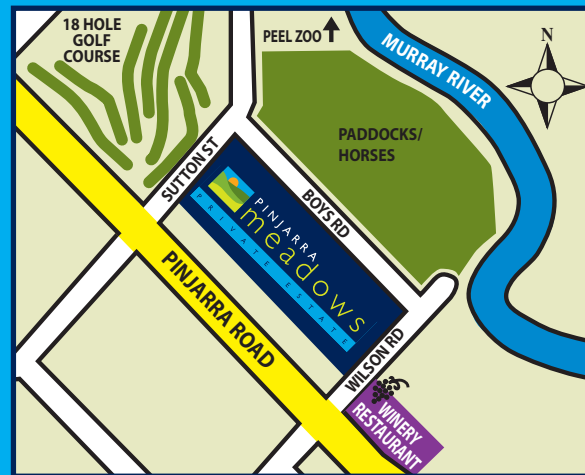 18 HOLE
GOLF
COURSE
PEEL ZOO
MURRAY RIVER
N
PADDOCKS/
HORSES
SUTTON ST
BOYS RD
PINJARRA
meadows
PRIVATE ESTATE
PINJARRA ROAD
WILSON RD
WINERY
RESTAURANT